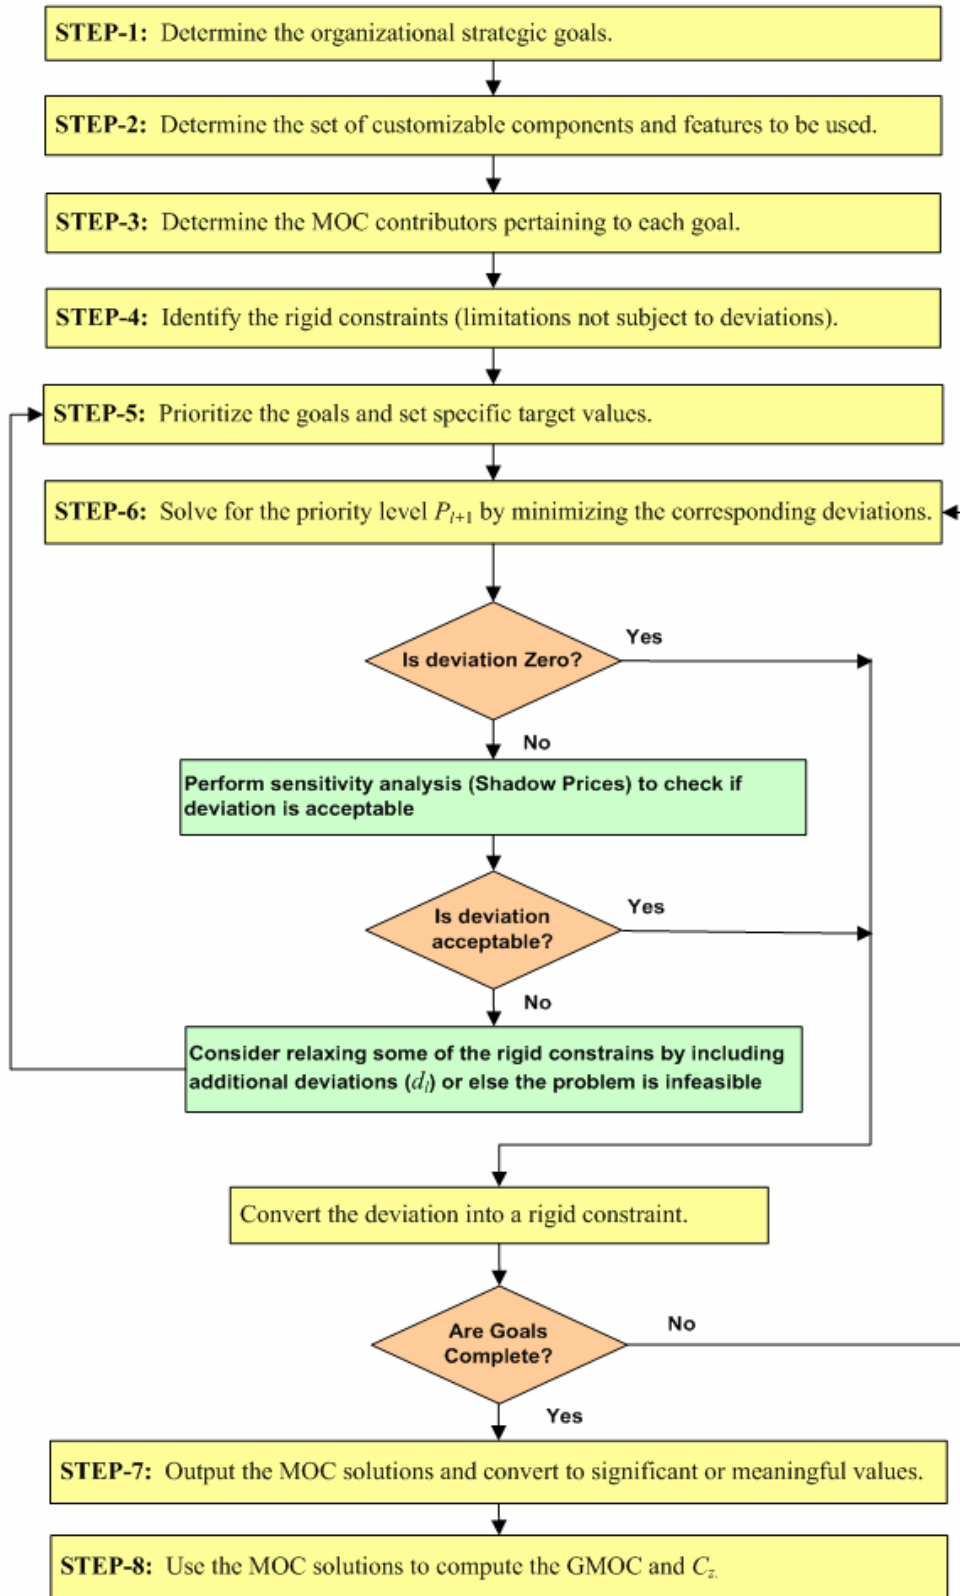 STEP-1: Determine the organizational strategic goals.
STEP-2: Determine the set of customizable components and features to be used.
STEP-3: Determine the MOC contributors pertaining to each goal.
STEP-4: Identify the rigid constraints (limitations not subject to deviations).
STEP-5: Prioritize the goals and set specific target values.
STEP-6: Solve for the priority level P_{l+1} by minimizing the corresponding deviations.
Is deviation Zero?
Yes
No
Perform sensitivity analysis (Shadow Prices) to check if
deviation is acceptable
Is deviation
acceptable?
Yes
No
Consider relaxing some of the rigid constrains by including
additional deviations (d_l) or else the problem is infeasible
Convert the deviation into a rigid constraint.
Are Goals
Complete?
No
Yes
STEP-7: Output the MOC solutions and convert to significant or meaningful values.
STEP-8: Use the MOC solutions to compute the GMOC and C_z.